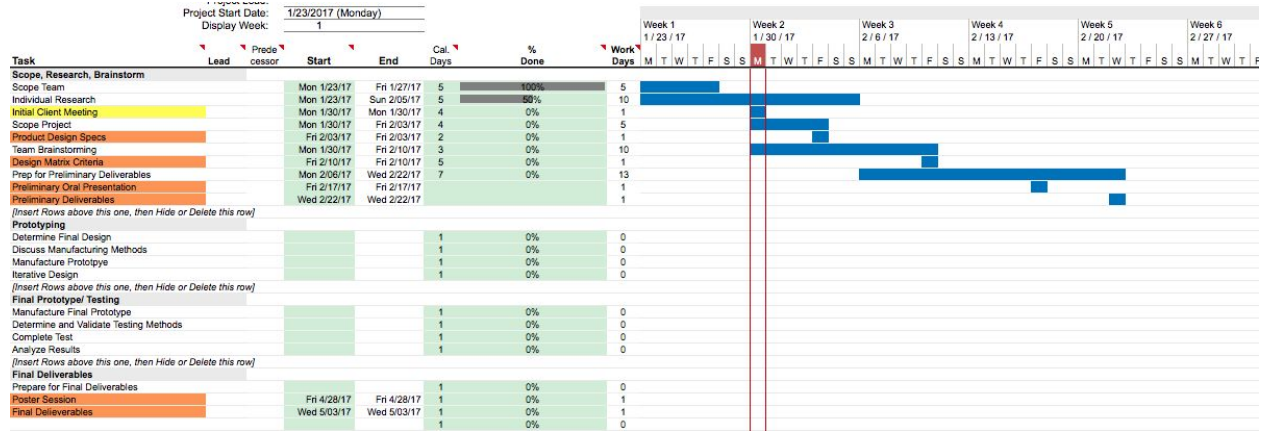 Project Start Date: 1/23/2017 (Monday)
Display Week: 1
Week 1 Week 2 Week 3 Week 4 Week 5 Week 6
1 / 23 / 17 1 / 30 / 17 2 / 6 / 17 2 / 13 / 17 2 / 20 / 17 2 / 27 / 17
Prede Cal. % Work
Task Lead cessor Start End Days Done Days M T W T F S S M T W T F S S M T W T F S S M T W T F S S M T W T F S S M T W T
Scope, Research, Brainstorm
Scope Team Mon 1/23/17 Fri 1/27/17 5 100% 5
Individual Research Mon 1/23/17 Sun 2/05/17 5 50% 10
Initial Client Meeting Mon 1/30/17 Mon 1/30/17 4 0% 1
Scope Project Mon 1/30/17 Fri 2/03/17 4 0% 5
Product Design Specs Fri 2/03/17 Fri 2/03/17 2 0% 1
Team Brainstorming Mon 1/30/17 Fri 2/10/17 3 0% 10
Design Matrix Criteria Fri 2/10/17 Fri 2/10/17 5 0% 1
Prep for Preliminary Deliverables Mon 2/06/17 Wed 2/22/17 7 0% 13
Preliminary Oral Presentation Fri 2/17/17 Fri 2/17/17 1
Preliminary Deliverables Wed 2/22/17 Wed 2/22/17 1
[Insert Rows above this one, then Hide or Delete this row]
Prototyping
Determine Final Design 1 0% 0
Discuss Manufacturing Methods 1 0% 0
Manufacture Prototpye 1 0% 0
Iterative Design 1 0% 0
[Insert Rows above this one, then Hide or Delete this row]
Final Prototype/ Testing
Manufacture Final Prototype 1 0% 0
Determine and Validate Testing Methods 1 0% 0
Complete Test 1 0% 0
Analyze Results 1 0% 0
[Insert Rows above this one, then Hide or Delete this row]
Final Deliverables
Prepare for Final Deliverables 1 0% 0
Poster Session Fri 4/28/17 Fri 4/28/17 1 0% 1
Final Delieverables Wed 5/03/17 Wed 5/03/17 1 0% 1
1 0% 0